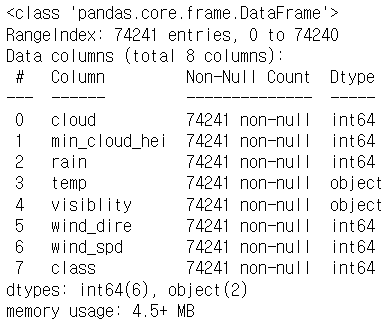 <class 'pandas.core.frame.DataFrame'>
RangeIndex: 74241 entries, 0 to 74240
Data columns (total 8 columns):
 #   Column         Non-Null Count  Dtype
---  ------         --------------  -----
 0   cloud          74241 non-null  int64
 1   min_cloud_hei  74241 non-null  int64
 2   rain           74241 non-null  int64
 3   temp           74241 non-null  object
 4   visiblity      74241 non-null  object
 5   wind_dire      74241 non-null  int64
 6   wind_spd       74241 non-null  int64
 7   class          74241 non-null  int64
dtypes: int64(6), object(2)
memory usage: 4.5+ MB